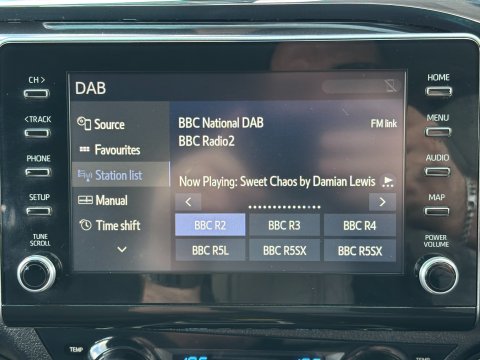 DAB
CH >
< TRACK
PHONE
SETUP
TUNE
SCROLL
Source
Favourites
Station list
Manual
Time shift
BBC National DAB
FM link
BBC Radio2
Now Playing: Sweet Chaos by Damian Lewis
BBC R2
BBC R3
BBC R4
BBC R5L
BBC R5SX
BBC R5SX
HOME
MENU
AUDIO
MAP
POWER
VOLUME
TEMP
TEMP